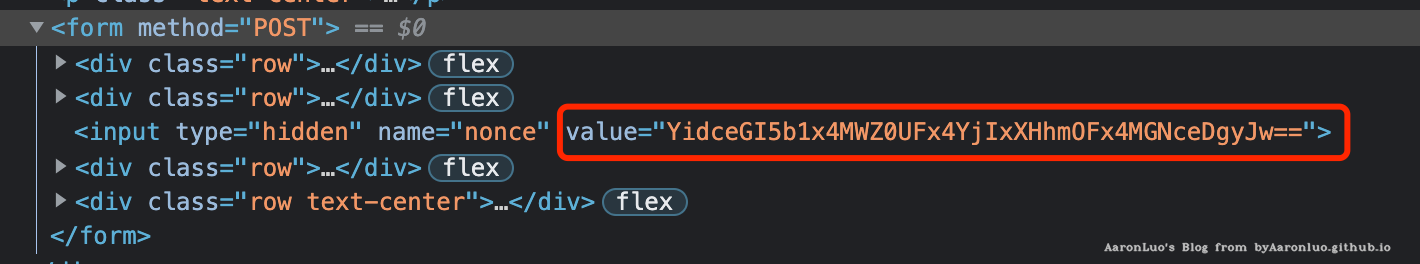 ▼<form method="POST"> == $0
▶<div class="row">…</div> flex
▶<div class="row">…</div> flex
<input type="hidden" name="nonce" value="YidceGI5b1x4MWZ0UFx4YjIxXHhmOFx4MGNceDgyJw==">
▶<div class="row">…</div> flex
▶<div class="row text-center">…</div> flex
</form>
AaronLuo's Blog from byAaronluo.github.io